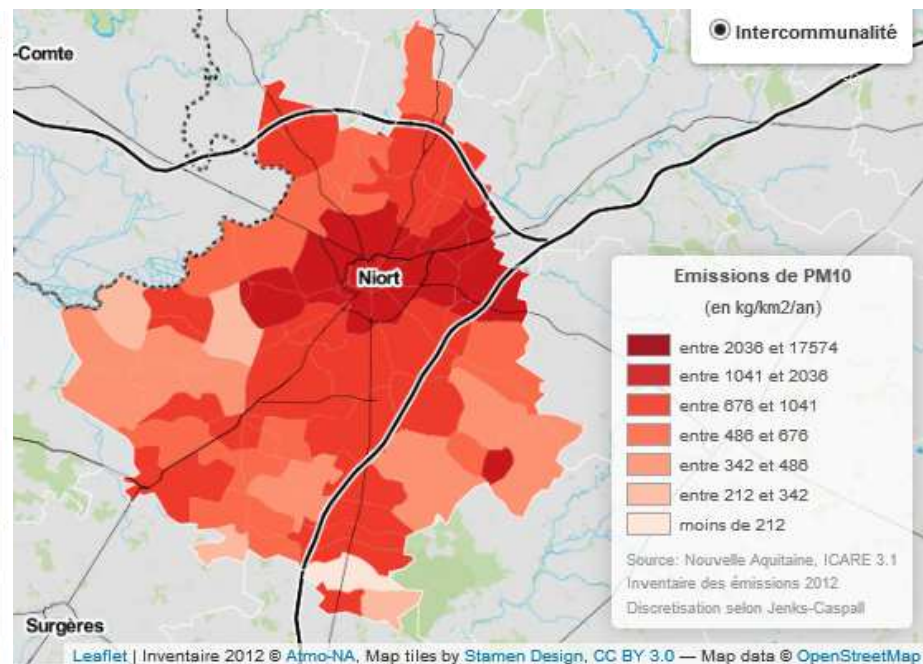 -Comte
Intercommunalité
Niort
Emissions de PM10
(en kg/km2/an)
entre 2036 et 17574
entre 1041 et 2036
entre 676 et 1041
entre 486 et 676
entre 342 et 486
entre 212 et 342
moins de 212
Source: Nouvelle Aquitaine, ICARE 3.1
Inventaire des émissions 2012
Discretisation selon Jenks-Caspall
Surgères
Leaflet | Inventaire 2012 © Atmo-NA, Map tiles by Stamen Design, CC BY 3.0 — Map data © OpenStreetMap